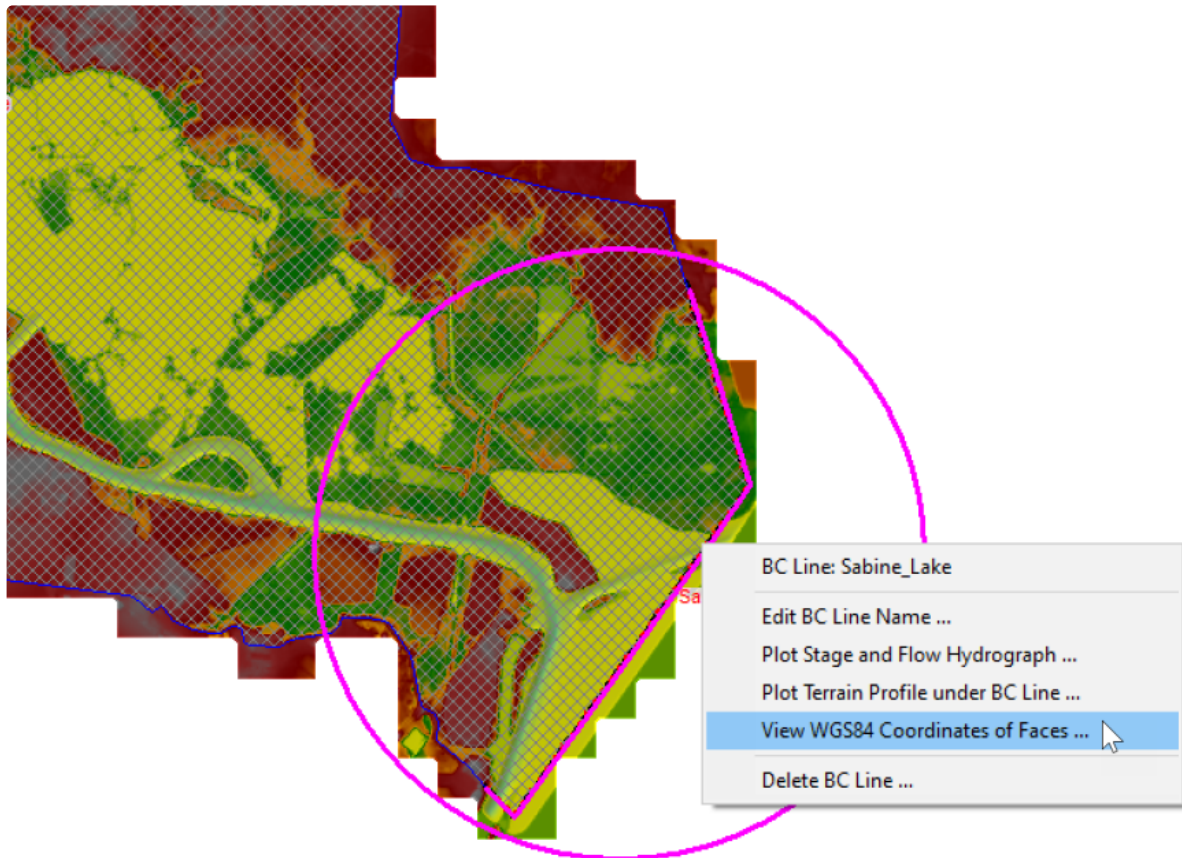 e
BC Line: Sabine_Lake
Edit BC Line Name ...
Sa
Plot Stage and Flow Hydrograph ...
Plot Terrain Profile under BC Line ...
View WGS84 Coordinates of Faces ...
Delete BC Line ...